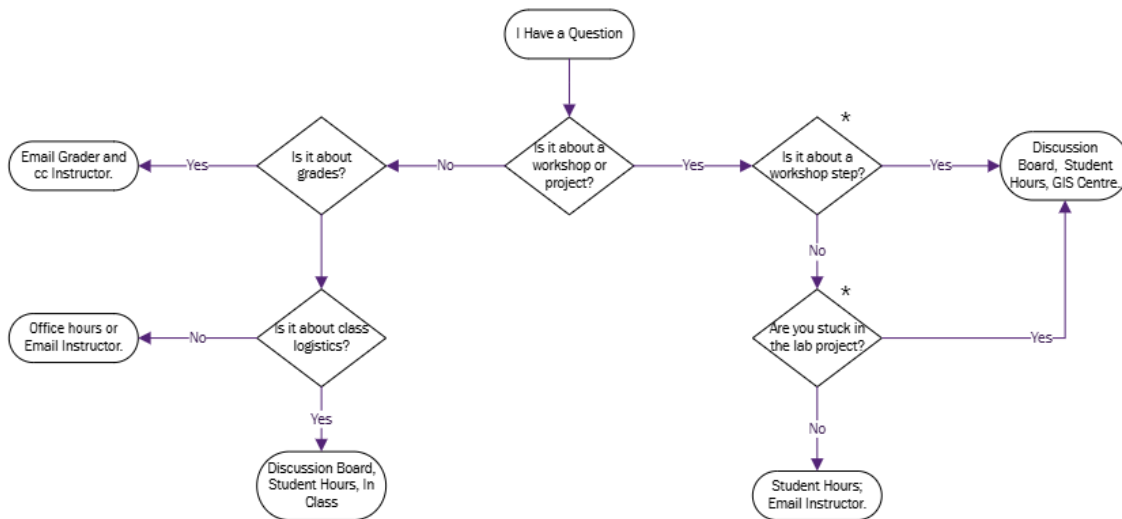 I Have a Question
*
Email Grader and
cc Instructor.
Yes
Is it about
grades?
No
Is it about a
workshop or
project?
Yes
Is it about a
workshop step?
Yes
Discussion
Board, Student
Hours, GIS Centre,
No
*
Office hours or
Email Instructor.
No
Is it about class
logistics?
Are you stuck in
the lab project?
Yes
Yes
No
Discussion Board,
Student Hours, In
Class
Student Hours;
Email Instructor.